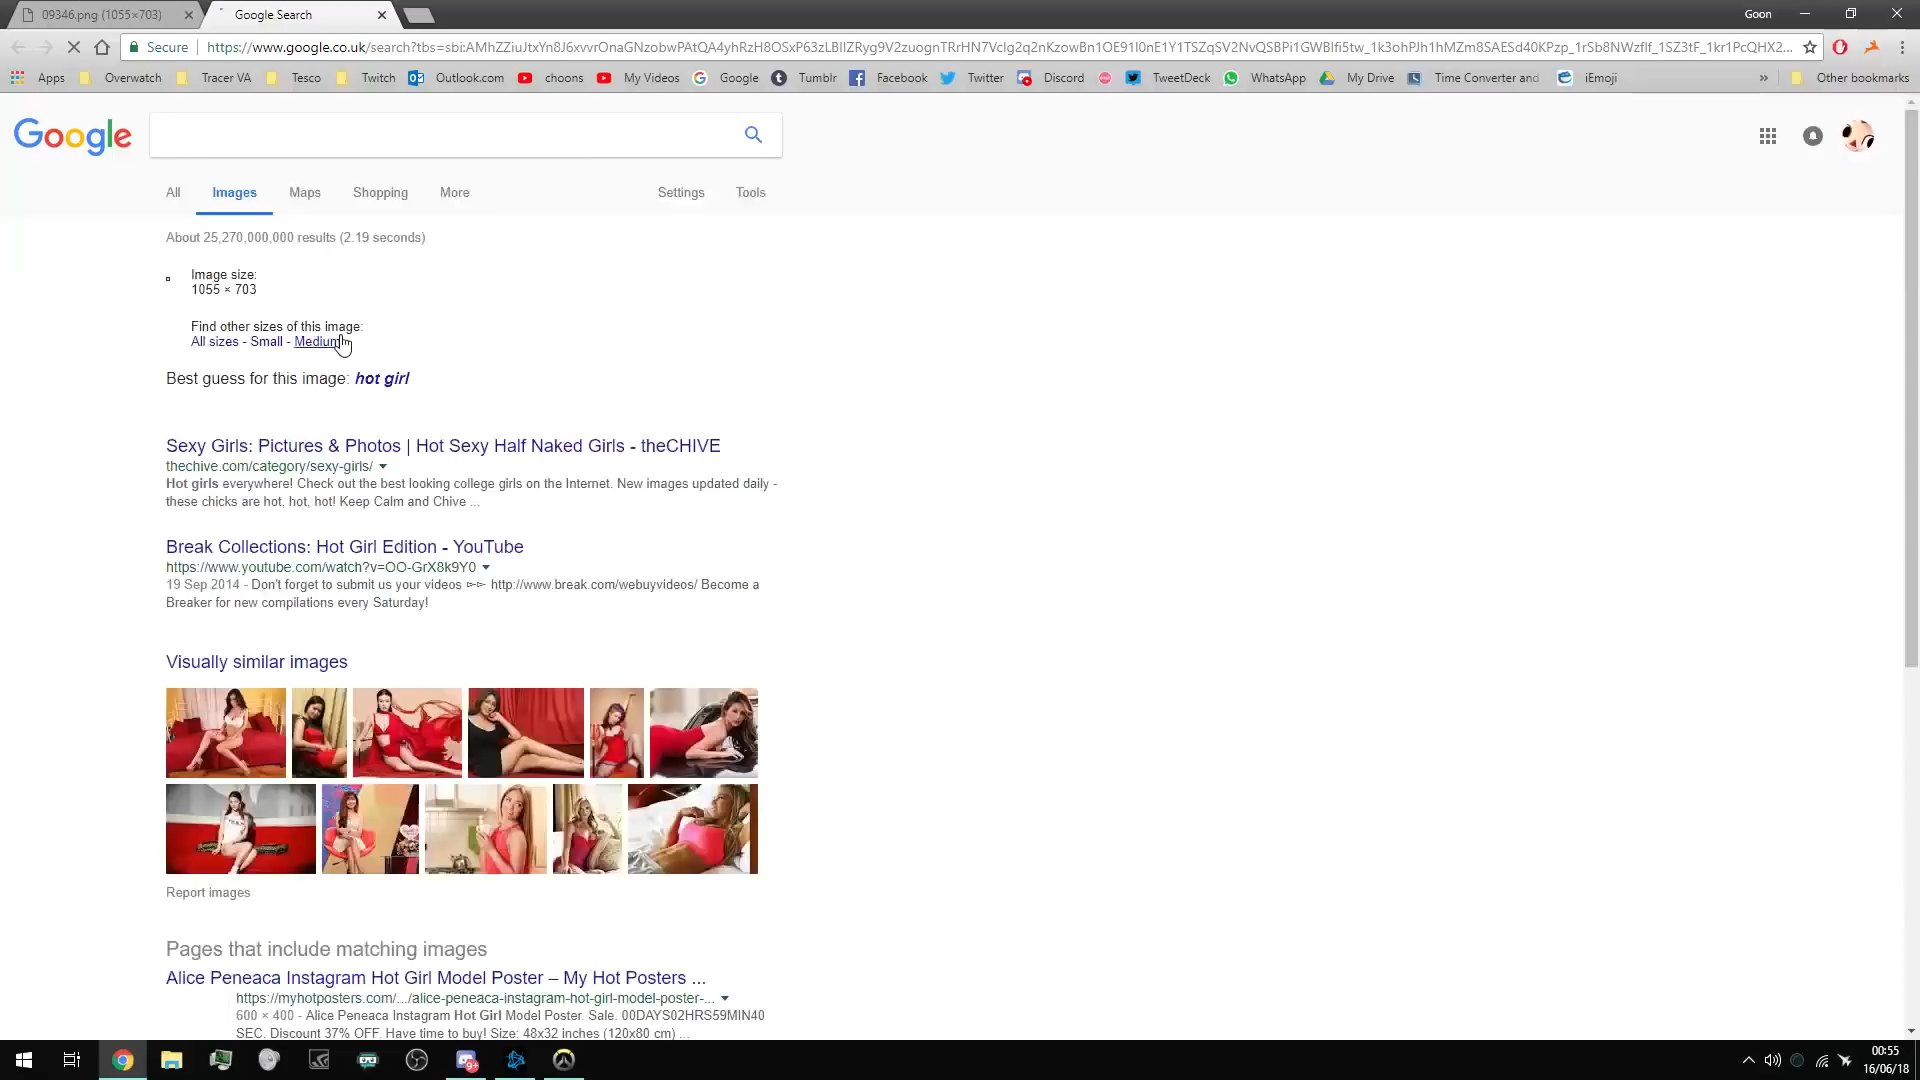 09346.png (1055×703)
Google Search
Goon
Secure
Apps
Overwatch
Tracer VA
Tesco
Twitch
Outlook.com
choons
My Videos
Google
Tumblr
Facebook
Twitter
Discord
TweetDeck
WhatsApp
My Drive
Time Converter and
iEmoji
»
Other bookmarks
Google
All
Images
Maps
Shopping
More
Settings
Tools
About 25,270,000,000 results (2.19 seconds)
Image size:
1055 × 703
Find other sizes of this image:
All sizes - Small - Medium
Best guess for this image: hot girl
Sexy Girls: Pictures & Photos | Hot Sexy Half Naked Girls - theCHIVE
thechive.com/category/sexy-girls/
Hot girls everywhere! Check out the best looking college girls on the Internet. New images updated daily -
these chicks are hot, hot, hot! Keep Calm and Chive ...
Break Collections: Hot Girl Edition - YouTube
https://www.youtube.com/watch?v=OO-GrX8k9Y0
19 Sep 2014 - Don't forget to submit us your videos ►► http://www.break.com/webuyvideos/ Become a
Breaker for new compilations every Saturday!
Visually similar images
Report images
Pages that include matching images
Alice Peneaca Instagram Hot Girl Model Poster – My Hot Posters ...
https://myhotposters.com/.../alice-peneaca-instagram-hot-girl-model-poster-...
600 × 400 - Alice Peneaca Instagram Hot Girl Model Poster. Sale. 00DAYS02HRS59MIN40
SEC. Discount 37% OFF. Have time to buy! Size: 48x32 inches (120x80 cm) ...
9+
00:55
16/06/18